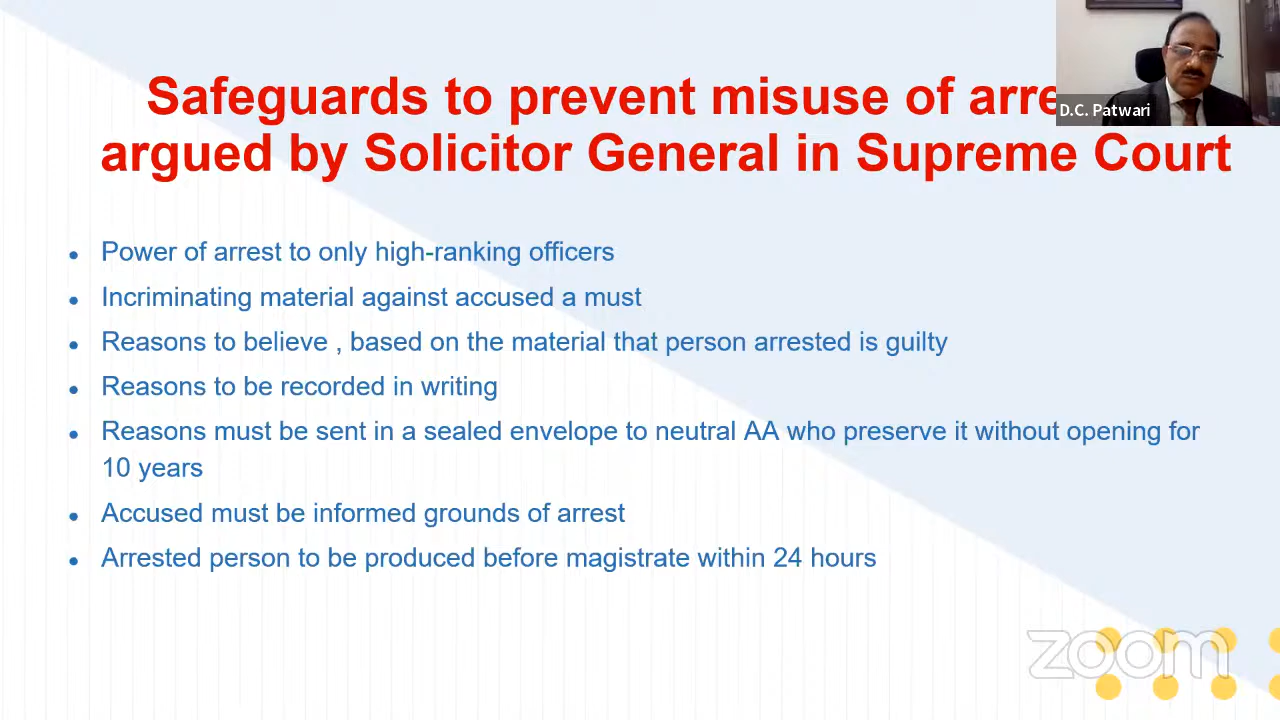 Safeguards to prevent misuse of arre
argued by Solicitor General in Supreme Court
D.C. Patwari
Power of arrest to only high-ranking officers
Incriminating material against accused a must
Reasons to believe , based on the material that person arrested is guilty
Reasons to be recorded in writing
Reasons must be sent in a sealed envelope to neutral AA who preserve it without opening for
10 years
Accused must be informed grounds of arrest
Arrested person to be produced before magistrate within 24 hours
zoom